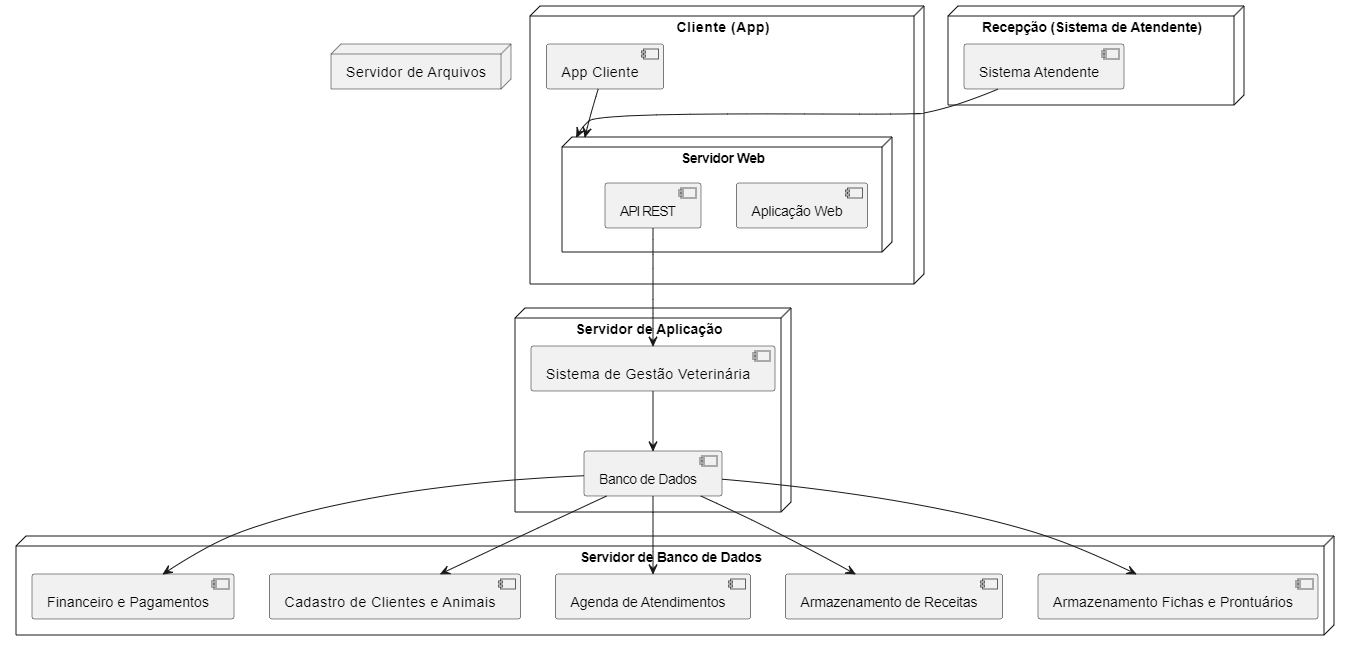 Cliente (App)
Recepção (Sistema de Atendente)
Servidor de Arquivos
App Cliente
Sistema Atendente
Servidor Web
API REST
Aplicação Web
Servidor de Aplicação
Sistema de Gestão Veterinária
Banco de Dados
Servidor de Banco de Dados
Financeiro e Pagamentos
Cadastro de Clientes e Animais
Agenda de Atendimentos
Armazenamento de Receitas
Armazenamento Fichas e Prontuários